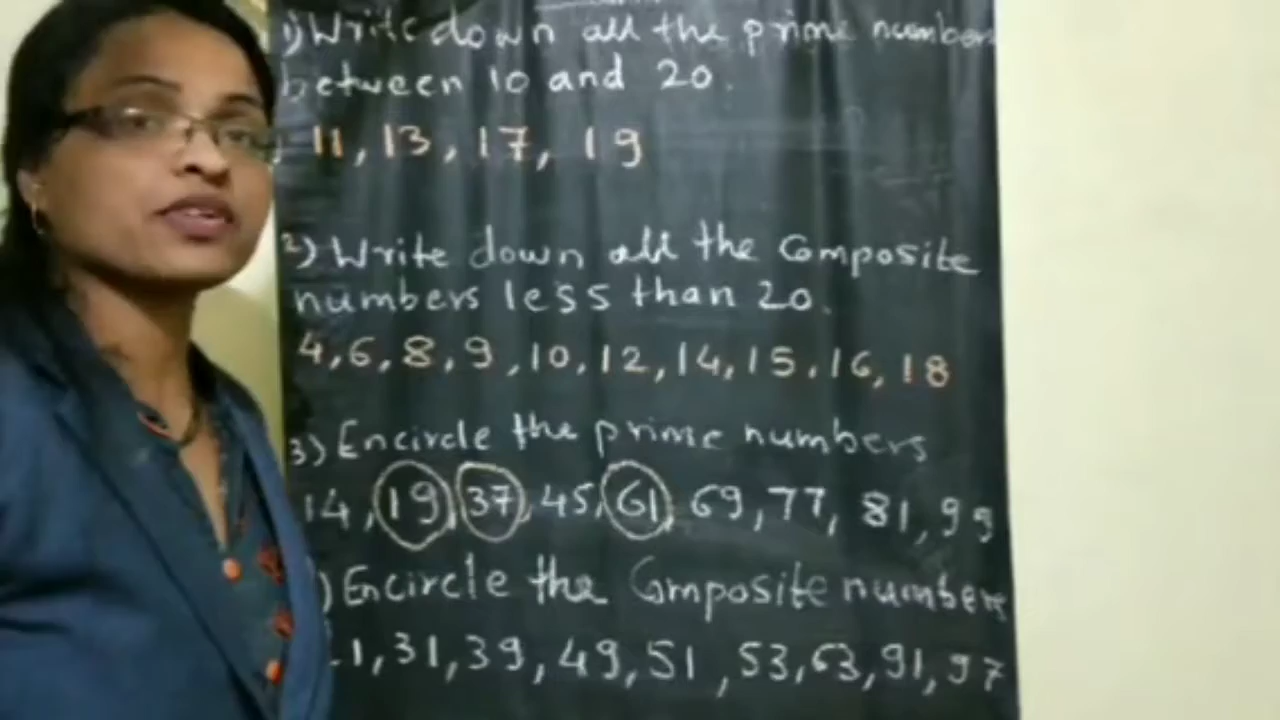 1) Write down all the prime numbers
between 10 and 20.
11, 13, 17, 19
2) Write down all the Composite
numbers less than 20.
4, 6, 8, 9, 10, 12, 14, 15, 16, 18
3) Encircle the prime numbers
14, 19, 37, 45, 61, 69, 77, 81, 99
) Encircle the Composite numbers
1, 31, 39, 49, 51, 53, 63, 91, 97